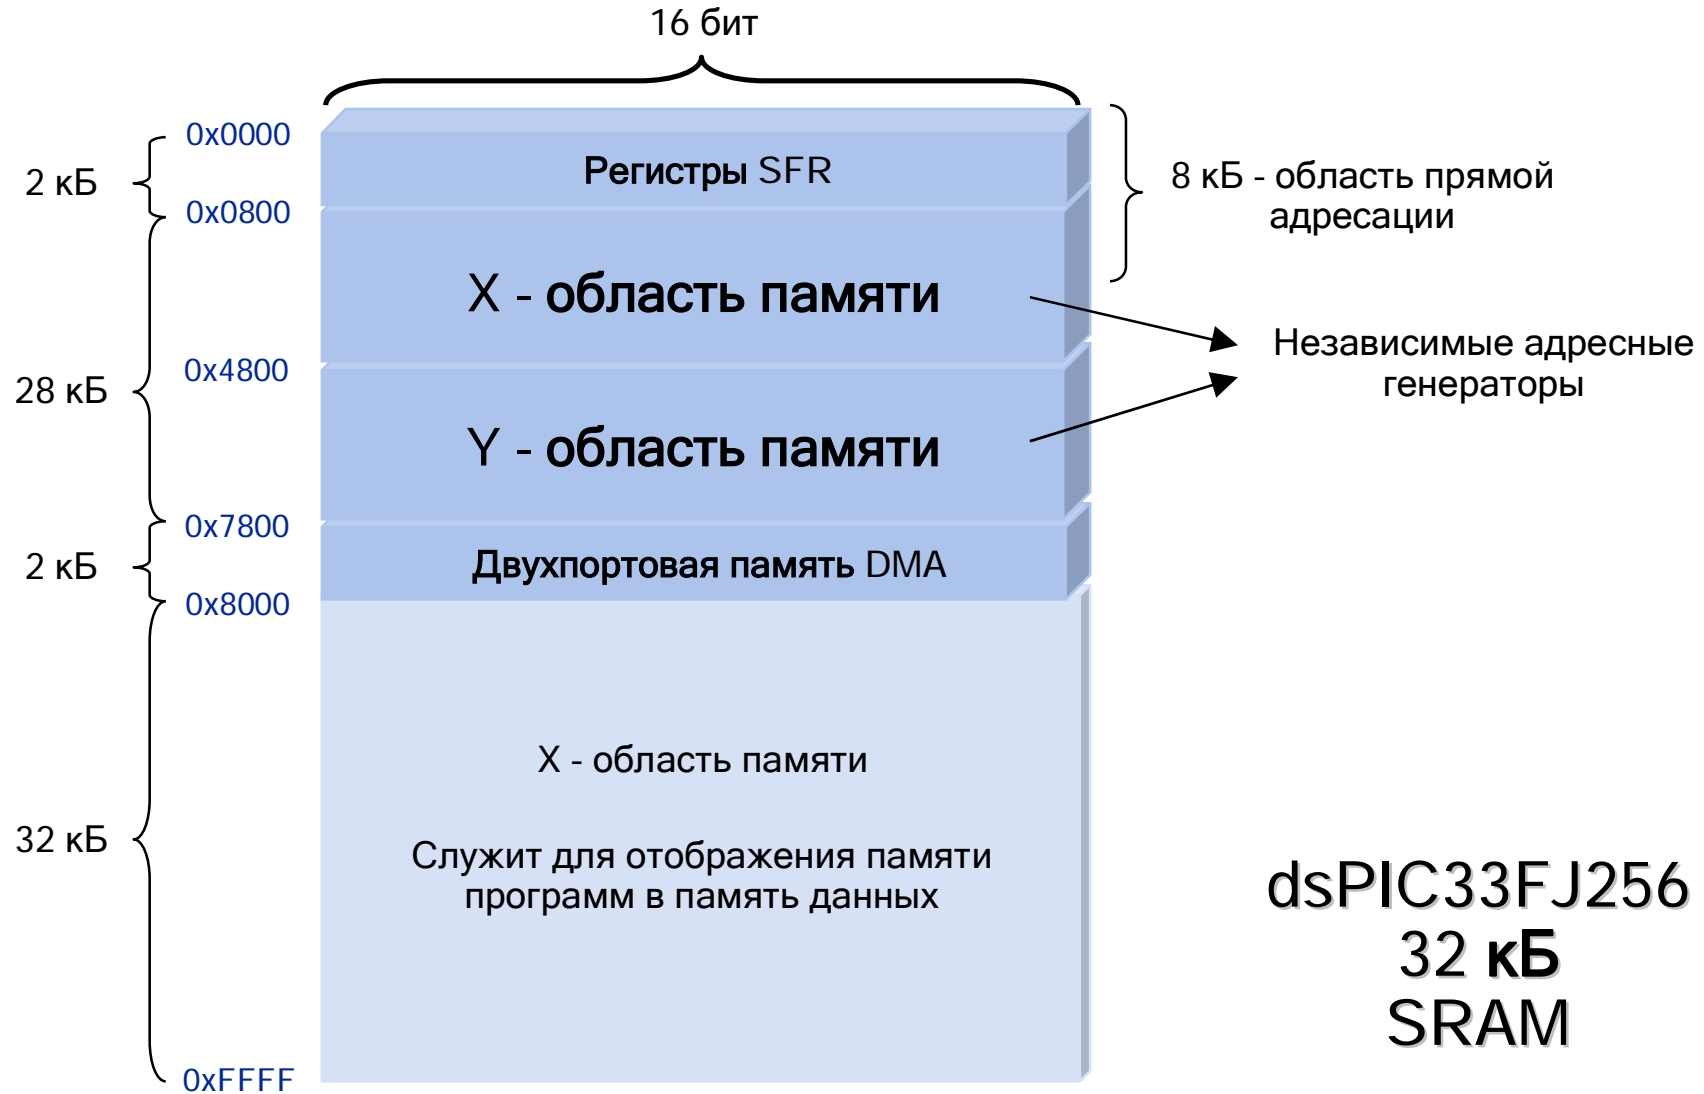 16 бит
0x0000
Регистры SFR
2 кБ
8 кБ - область прямой
адресации
0x0800
X - область памяти
Независимые адресные
генераторы
0x4800
28 кБ
Y - область памяти
0x7800
2 кБ
Двухпортовая память DMA
0x8000
X - область памяти
32 кБ
Служит для отображения памяти
программ в память данных
dsPIC33FJ256
32 кБ
SRAM
0xFFFF